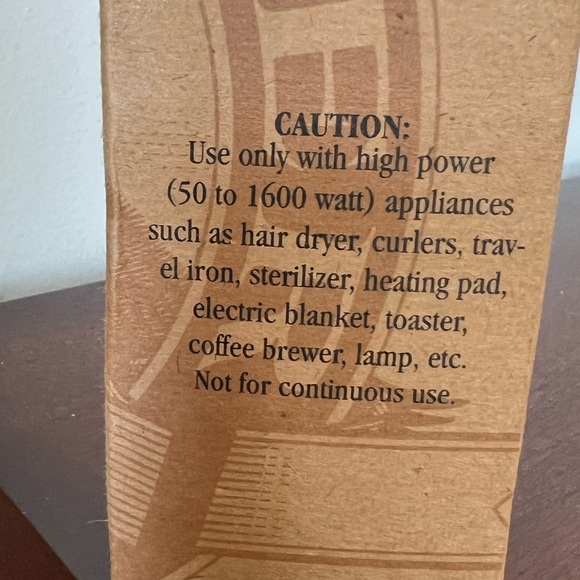 CAUTION:
Use only with high power
(50 to 1600 watt) appliances
such as hair dryer, curlers, trav-
el iron, sterilizer, heating pad,
electric blanket, toaster,
coffee brewer, lamp, etc.
Not for continuous use.